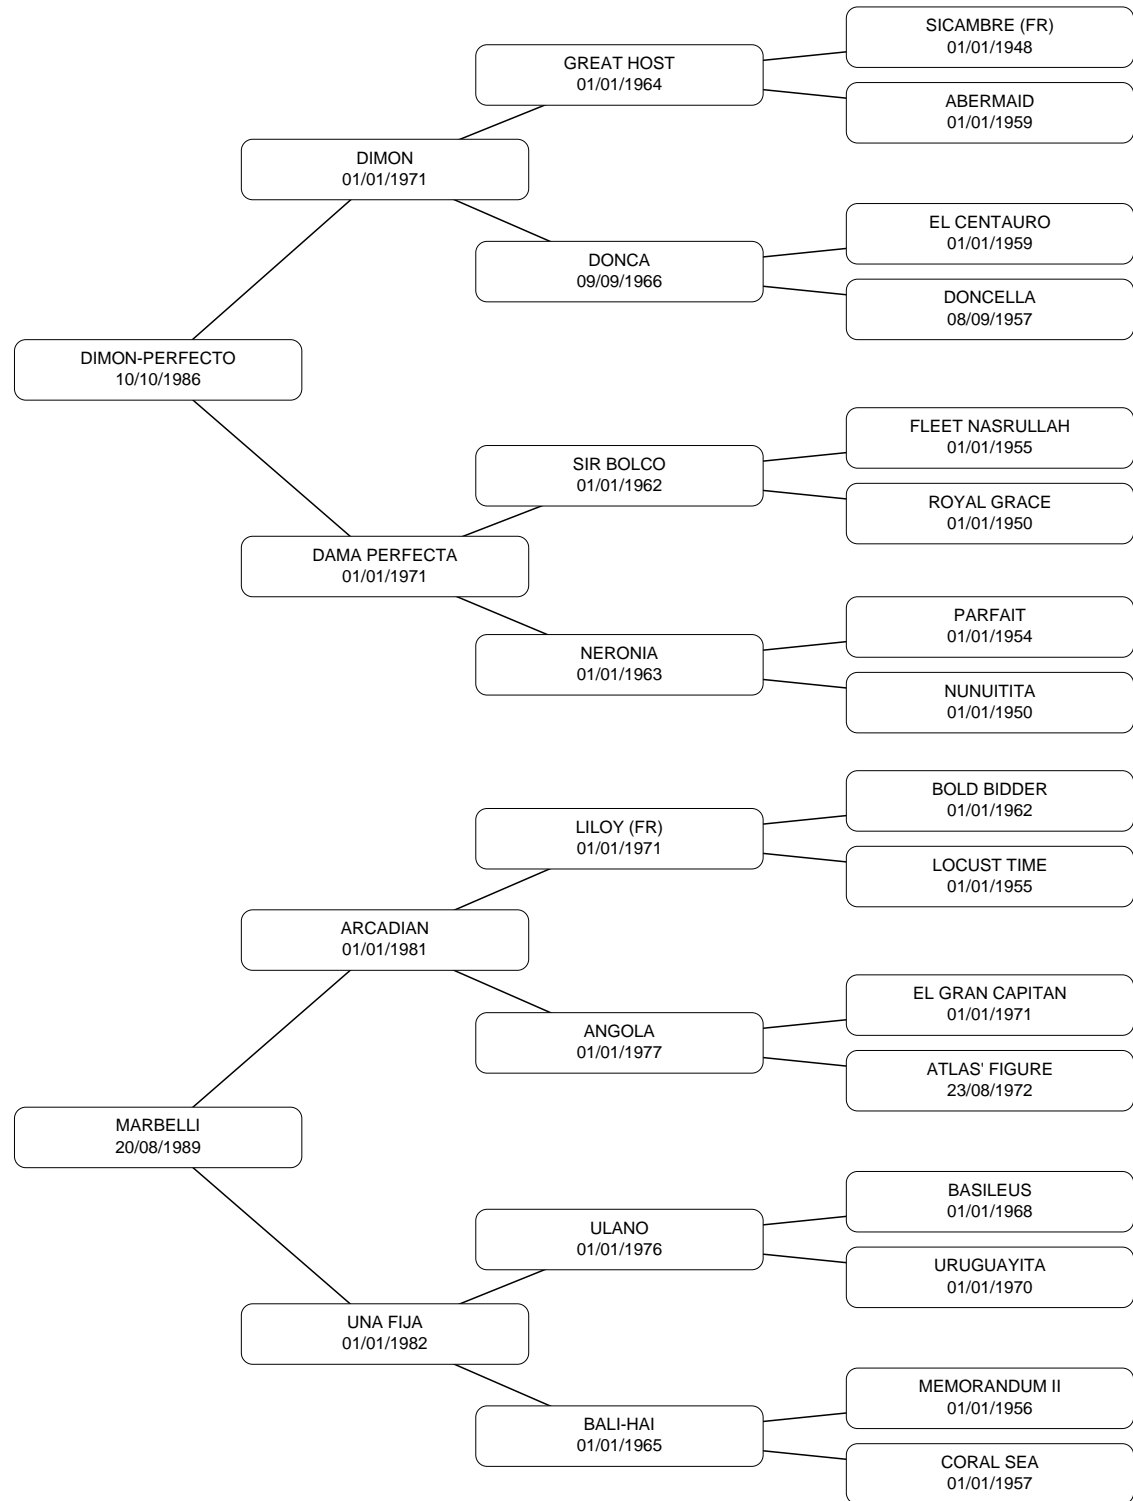 SICAMBRE (FR)
01/01/1948
GREAT HOST
01/01/1964
ABERMAID
01/01/1959
DIMON
01/01/1971
EL CENTAURO
01/01/1959
DONCA
09/09/1966
DONCELLA
08/09/1957
DIMON-PERFECTO
10/10/1986
FLEET NASRULLAH
01/01/1955
SIR BOLCO
01/01/1962
ROYAL GRACE
01/01/1950
DAMA PERFECTA
01/01/1971
PARFAIT
01/01/1954
NERONIA
01/01/1963
NUNUITITA
01/01/1950
BOLD BIDDER
01/01/1962
LILOY (FR)
01/01/1971
LOCUST TIME
01/01/1955
ARCADIAN
01/01/1981
EL GRAN CAPITAN
01/01/1971
ANGOLA
01/01/1977
ATLAS' FIGURE
23/08/1972
MARBELLI
20/08/1989
BASILEUS
01/01/1968
ULANO
01/01/1976
URUGUAYITA
01/01/1970
UNA FIJA
01/01/1982
MEMORANDUM II
01/01/1956
BALI-HAI
01/01/1965
CORAL SEA
01/01/1957